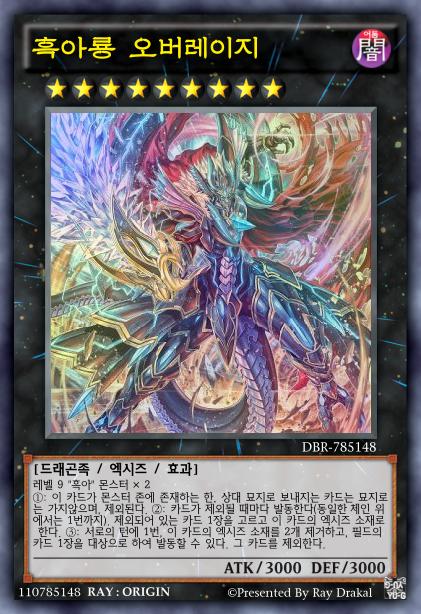 흑아룡 오버레이지
어둠
闇
DBR-785148
[드래곤족 / 엑시즈 / 효과]
레벨 9 "흑아" 몬스터 × 2
①: 이 카드가 몬스터 존에 존재하는 한, 상대 묘지로 보내지는 카드는 묘지로
는 가지않으며, 제외된다. ②: 카드가 제외될 때마다 발동한다(동일한 체인 위
에서는 1번까지). 제외되어 있는 카드 1장을 고르고 이 카드의 엑시즈 소재로
한다. ③: 서로의 턴에 1번, 이 카드의 엑시즈 소재를 2개 제거하고, 필드의
카드 1장을 대상으로 하여 발동할 수 있다. 그 카드를 제외한다.
ATK/3000 DEF/3000
110785148 RAY : ORIGIN
©Presented By Ray Drakal